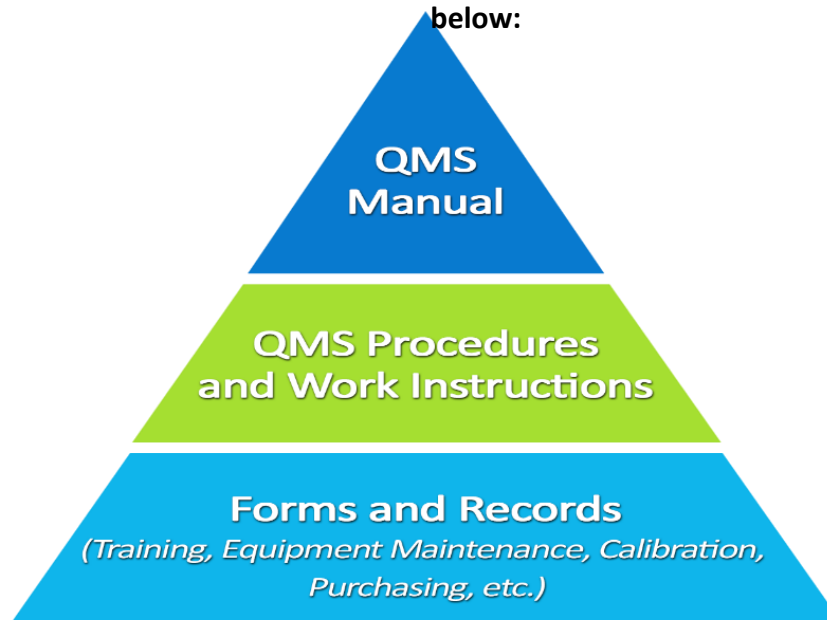 below:
QMS
Manual
QMS Procedures
and Work Instructions
Forms and Records
(Training, Equipment Maintenance, Calibration,
Purchasing, etc.)